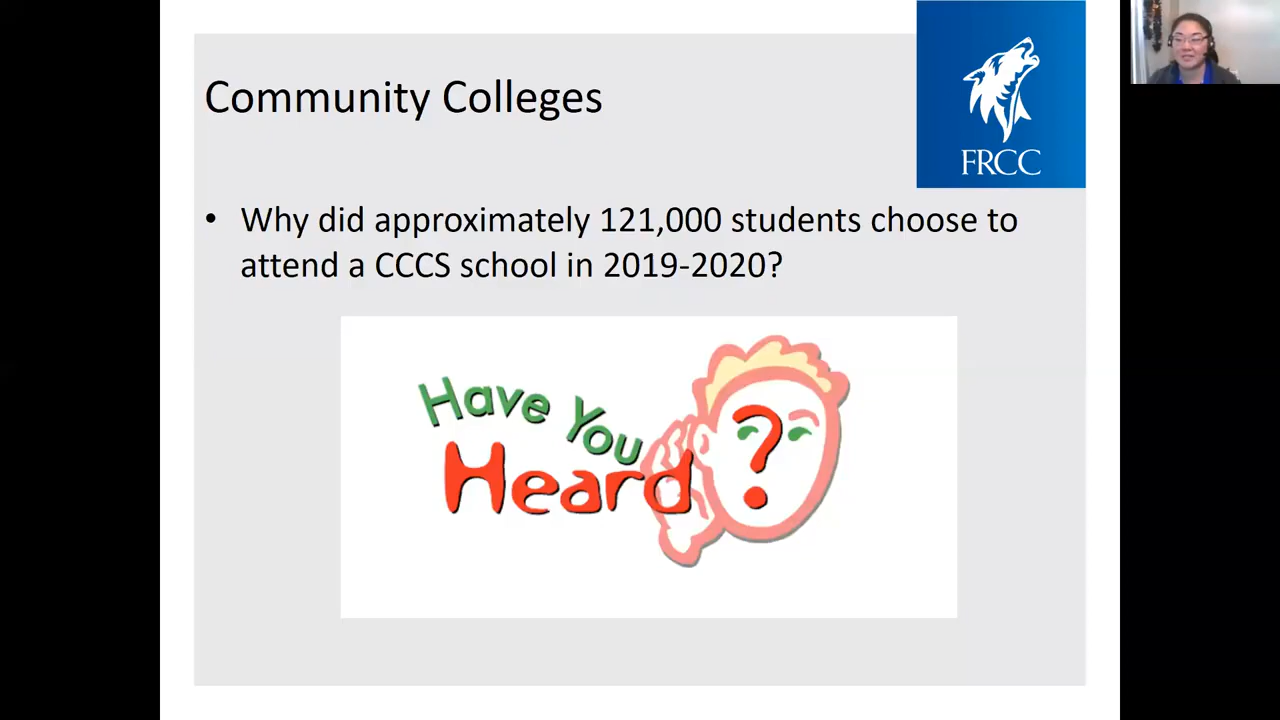 Community Colleges
FRCC
• Why did approximately 121,000 students choose to
attend a CCCS school in 2019-2020?
Have You
Heard
?